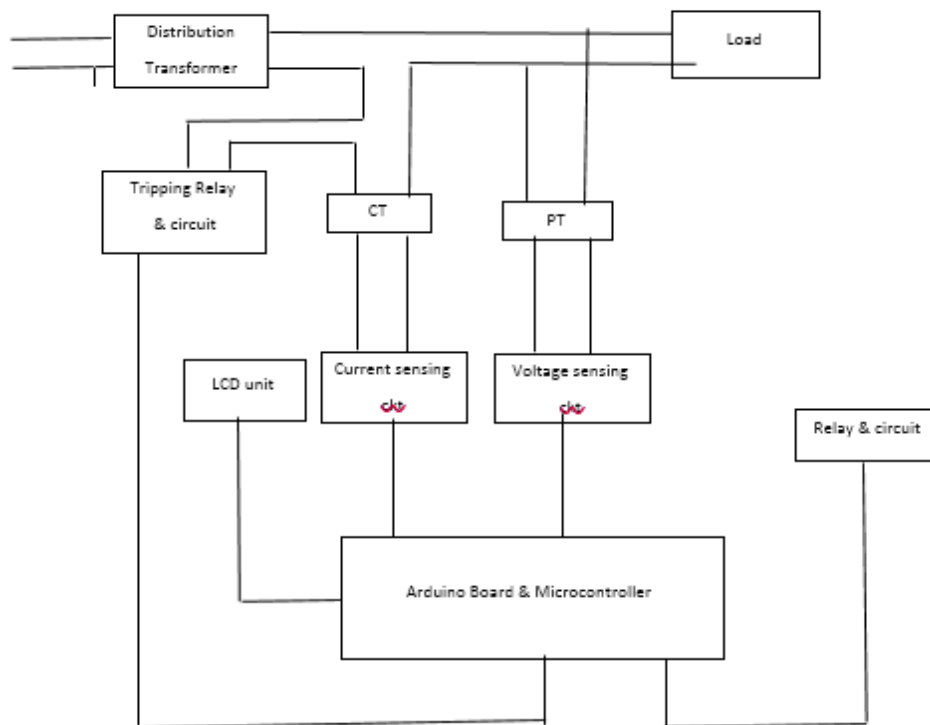 Distribution
Transformer
Load
Tripping Relay
& circuit
CT
PT
LCD unit
Current sensing
ckt
Voltage sensing
ckt
Relay & circuit
Arduino Board & Microcontroller